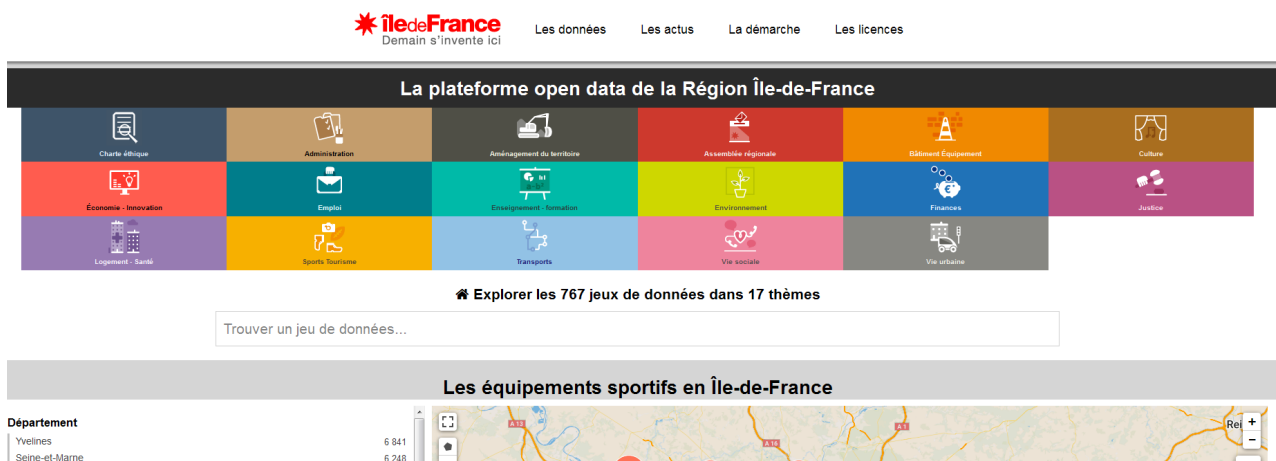 îledeFrance
Demain s'invente ici
Les données Les actus La démarche Les licences
La plateforme open data de la Région Île-de-France
Charte éthique Administration Aménagement du territoire Assemblée régionale Bâtiment Équipement Culture
Économie - Innovation Emploi Enseignement - formation Environnement Finances Justice
Logement - Santé Sports Tourisme Transports Vie sociale Vie urbaine
Explorer les 767 jeux de données dans 17 thèmes
Trouver un jeu de données...
Les équipements sportifs en Île-de-France
Département
Yvelines 6 841
Seine-et-Marne 6 248
A 13
A 16
A 1
Rei
+
−